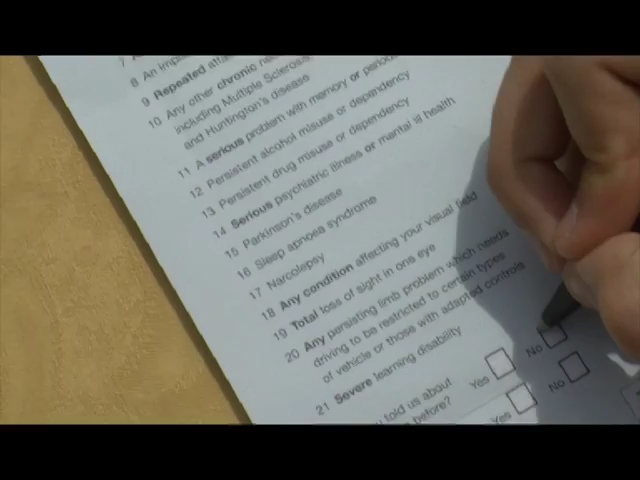 7
8 An
9 Repeated
10 Any other chronic
including Multiple Sclerosis
and Huntington's disease
11 A serious problem with memory or
12 Persistent alcohol misuse or dependency
13 Persistent drug misuse or dependency
14 Serious psychiatric illness or mental ill health
15 Parkinson's disease
16 Sleep apnoea syndrome
17 Narcolepsy
18 Any condition affecting your visual field
19 Total loss of sight in one eye
20 Any persisting limb problem which needs
driving to be restricted to certain types
of vehicle or those with adapted controls
21 Severe learning disability
Yes No
told us about
before?
Yes No